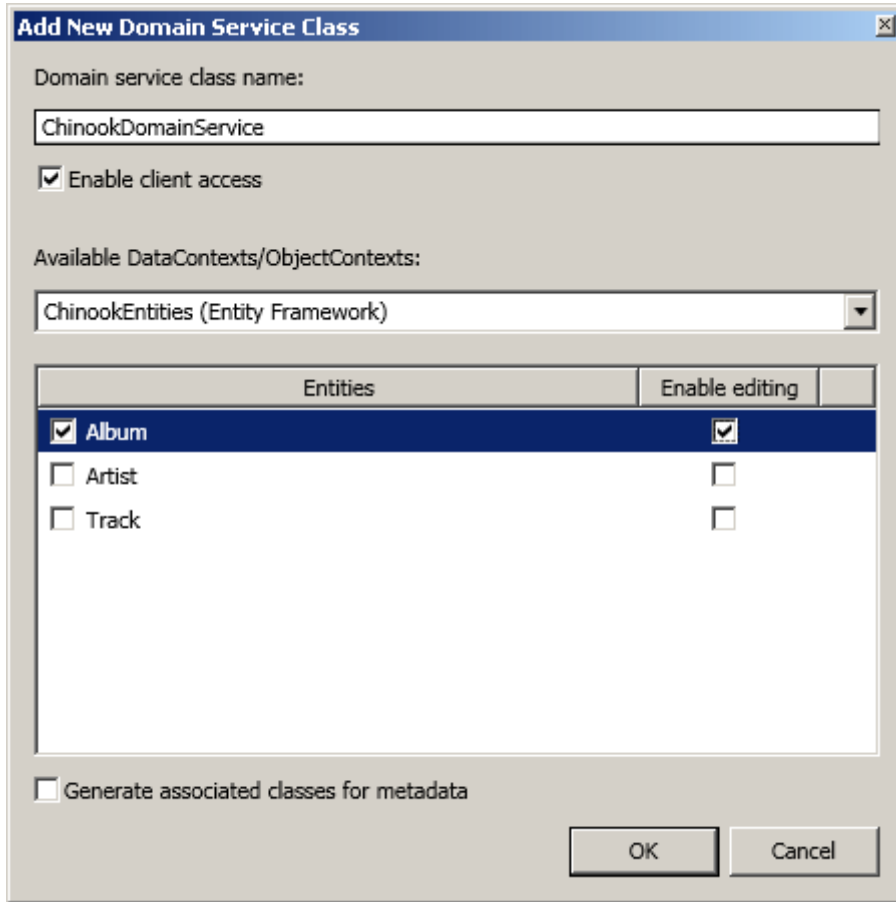 Add New Domain Service Class
Domain service class name:
ChinookDomainService
Enable client access
Available DataContexts/ObjectContexts:
ChinookEntities (Entity Framework)
Entities Enable editing
Album
Artist
Track
Generate associated classes for metadata
OK Cancel